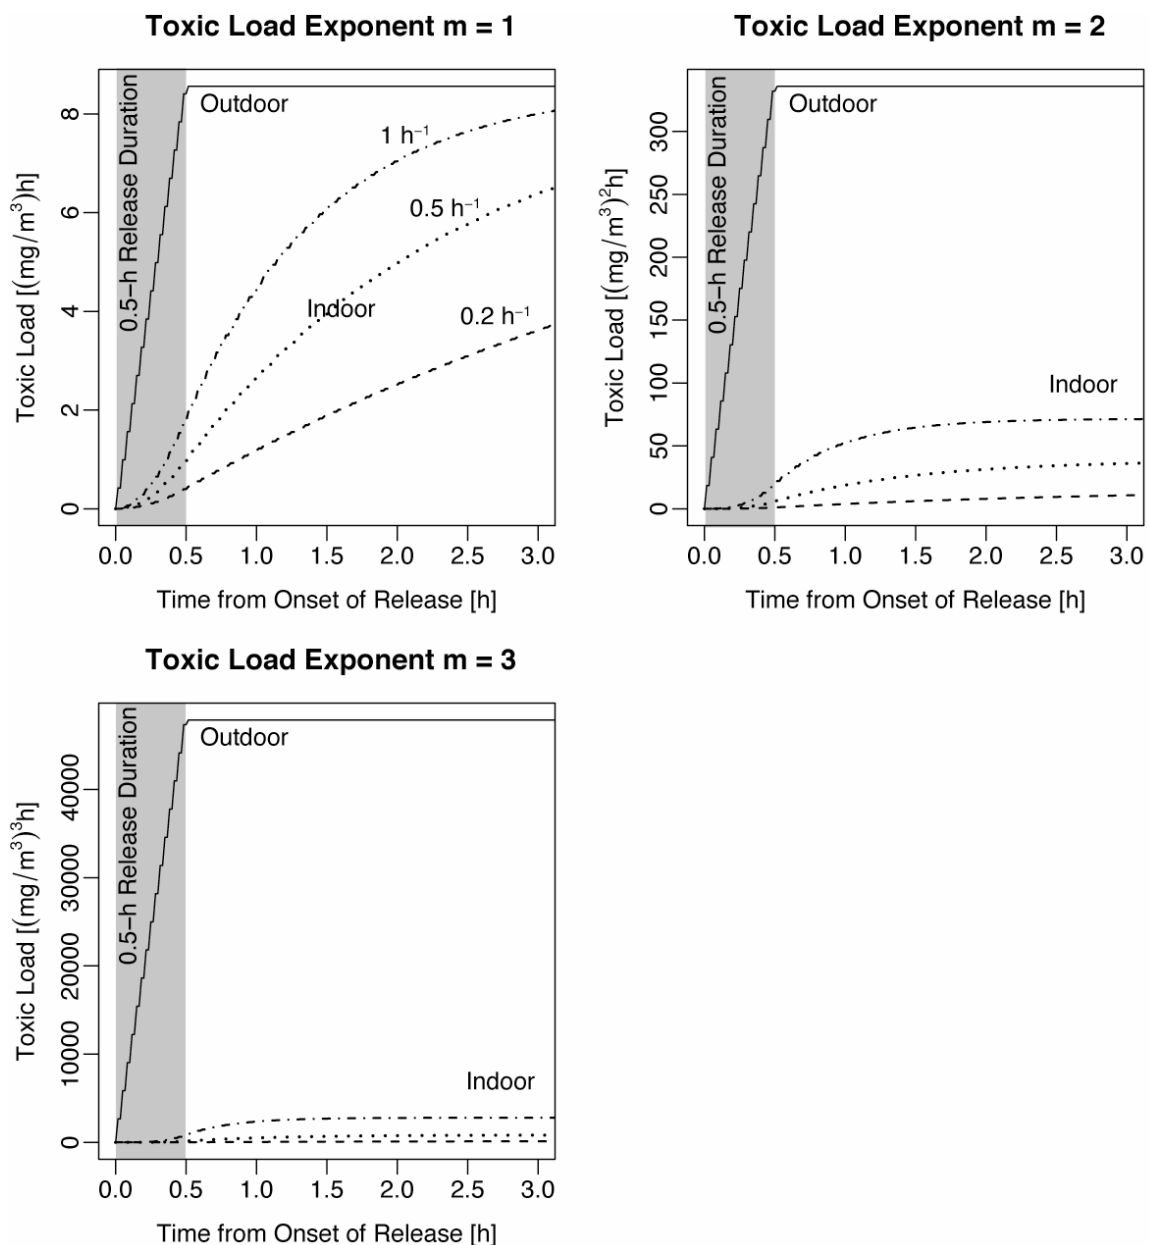 Toxic Load Exponent m = 1
Toxic Load [(mg/m³)h]
0 2 4 6 8
0.5−h Release Duration
Outdoor
1 h⁻¹
0.5 h⁻¹
Indoor
0.2 h⁻¹
0.0 0.5 1.0 1.5 2.0 2.5 3.0
Time from Onset of Release [h]
Toxic Load Exponent m = 2
Toxic Load [(mg/m³)²h]
0 50 100 150 200 250 300
0.5−h Release Duration
Outdoor
Indoor
0.0 0.5 1.0 1.5 2.0 2.5 3.0
Time from Onset of Release [h]
Toxic Load Exponent m = 3
Toxic Load [(mg/m³)³h]
0 10000 20000 30000 40000
0.5−h Release Duration
Outdoor
Indoor
0.0 0.5 1.0 1.5 2.0 2.5 3.0
Time from Onset of Release [h]